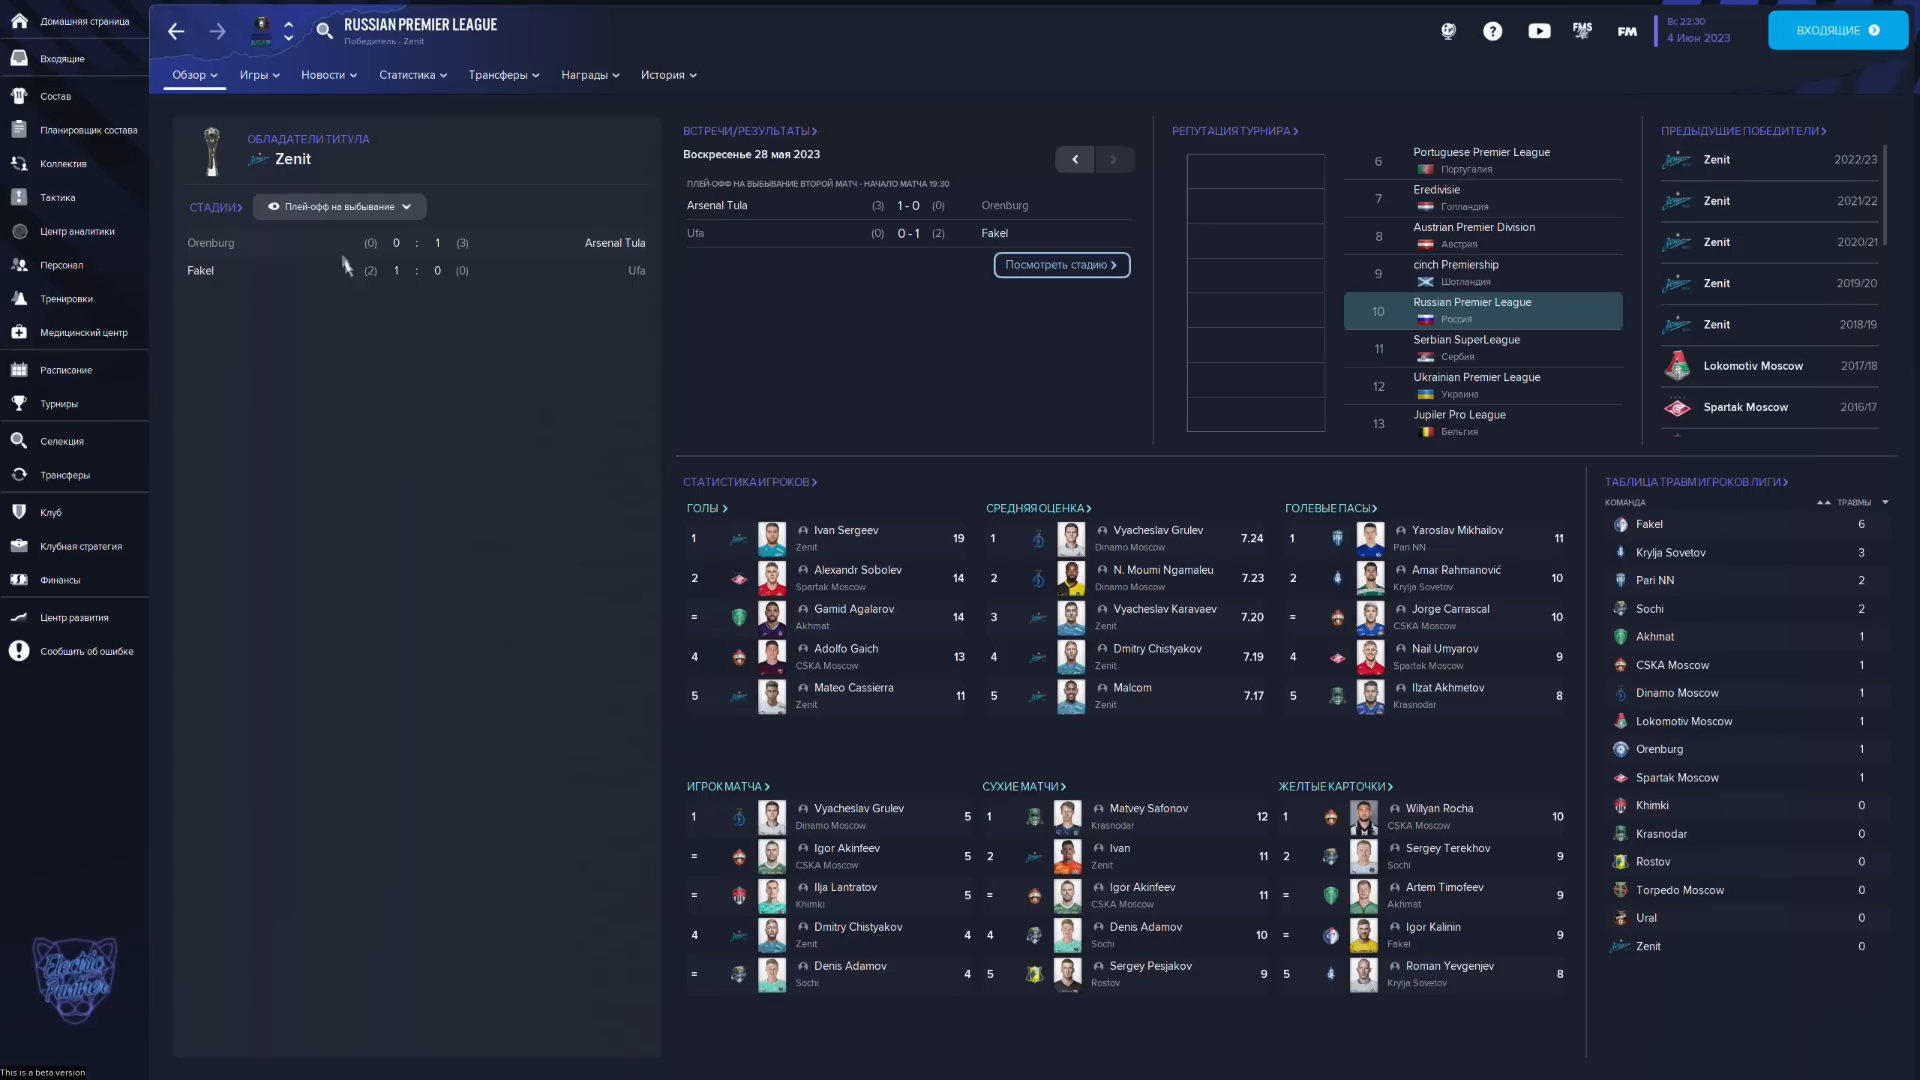 Домашняя страница
Входящие
Состав
Планировщик состава
Коллектив
Тактика
Центр аналитики
Персонал
Тренировки
Медицинский центр
Расписание
Турниры
Селекция
Трансферы
Клуб
Клубная стратегия
Финансы
Центр развития
Сообщить об ошибке
Electric Panther
This is a beta version
RUSSIAN PREMIER LEAGUE
Победитель - Zenit
FMS
FM
Вс 22:30
4 Июн 2023
ВХОДЯЩИЕ
Обзор Игры Новости Статистика Трансферы Награды История
ОБЛАДАТЕЛИ ТИТУЛА
Zenit
СТАДИИ Плей-офф на выбывание
Orenburg (0) 0 : 1 (3) Arsenal Tula
Fakel (2) 1 : 0 (0) Ufa
ВСТРЕЧИ/РЕЗУЛЬТАТЫ
Воскресенье 28 мая 2023
ПЛЕЙ-ОФФ НА ВЫБЫВАНИЕ ВТОРОЙ МАТЧ - НАЧАЛО МАТЧА 19:30
Arsenal Tula (3) 1 - 0 (0) Orenburg
Ufa (0) 0 - 1 (2) Fakel
Посмотреть стадию
РЕПУТАЦИЯ ТУРНИРА
6 Portuguese Premier League
Португалия
7 Eredivisie
Голландия
8 Austrian Premier Division
Австрия
9 cinch Premiership
Шотландия
10 Russian Premier League
Россия
11 Serbian SuperLeague
Сербия
12 Ukrainian Premier League
Украина
13 Jupiler Pro League
Бельгия
ПРЕДЫДУЩИЕ ПОБЕДИТЕЛИ
Zenit 2022/23
Zenit 2021/22
Zenit 2020/21
Zenit 2019/20
Zenit 2018/19
Lokomotiv Moscow 2017/18
Spartak Moscow 2016/17
СТАТИСТИКА ИГРОКОВ
ГОЛЫ
1 Ivan Sergeev 19
Zenit
2 Alexandr Sobolev 14
Spartak Moscow
= Gamid Agalarov 14
Akhmat
4 Adolfo Gaich 13
CSKA Moscow
5 Mateo Cassierra 11
Zenit
СРЕДНЯЯ ОЦЕНКА
1 Vyacheslav Grulev 7.24
Dinamo Moscow
2 N. Moumi Ngamaleu 7.23
Dinamo Moscow
3 Vyacheslav Karavaev 7.20
Zenit
4 Dmitry Chistyakov 7.19
Zenit
5 Malcom 7.17
Zenit
ГОЛЕВЫЕ ПАСЫ
1 Yaroslav Mikhailov 11
Pari NN
2 Amar Rahmanović 10
Krylja Sovetov
= Jorge Carrascal 10
CSKA Moscow
4 Nail Umyarov 9
Spartak Moscow
5 Ilzat Akhmetov 8
Krasnodar
ИГРОК МАТЧА
1 Vyacheslav Grulev 5
Dinamo Moscow
= Igor Akinfeev 5
CSKA Moscow
= Ilja Lantratov 5
Khimki
4 Dmitry Chistyakov 4
Zenit
= Denis Adamov 4
Sochi
СУХИЕ МАТЧИ
1 Matvey Safonov 12
Krasnodar
2 Ivan 11
Zenit
= Igor Akinfeev 11
CSKA Moscow
4 Denis Adamov 10
Sochi
5 Sergey Pesjakov 9
Rostov
ЖЕЛТЫЕ КАРТОЧКИ
1 Willyan Rocha 10
CSKA Moscow
2 Sergey Terekhov 9
Sochi
= Artem Timofeev 9
Akhmat
= Igor Kalinin 9
Fakel
5 Roman Yevgenjev 8
Krylja Sovetov
ТАБЛИЦА ТРАВМ ИГРОКОВ ЛИГИ
КОМАНДА ТРАВМЫ
Fakel 6
Krylja Sovetov 3
Pari NN 2
Sochi 2
Akhmat 1
CSKA Moscow 1
Dinamo Moscow 1
Lokomotiv Moscow 1
Orenburg 1
Spartak Moscow 1
Khimki 0
Krasnodar 0
Rostov 0
Torpedo Moscow 0
Ural 0
Zenit 0